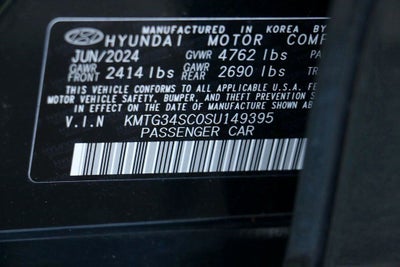 MANUFACTURED IN KOREA BY
HYUNDAI MOTOR COMP
JUN/2024 GVWR 4762 lbs
GAWR FRONT 2414 lbs GAWR REAR 2690 lbs TR
THIS VEHICLE CONFORMS TO ALL APPLICABLE U.S.A FE
MOTOR VEHICLE SAFETY, BUMPER, AND THEFT PREVENTION
IN EFFECT ON THE DATE OF MANUFACTURE SHOWN AB
V.I.N KMTG34SC0SU149395
PASSENGER CAR